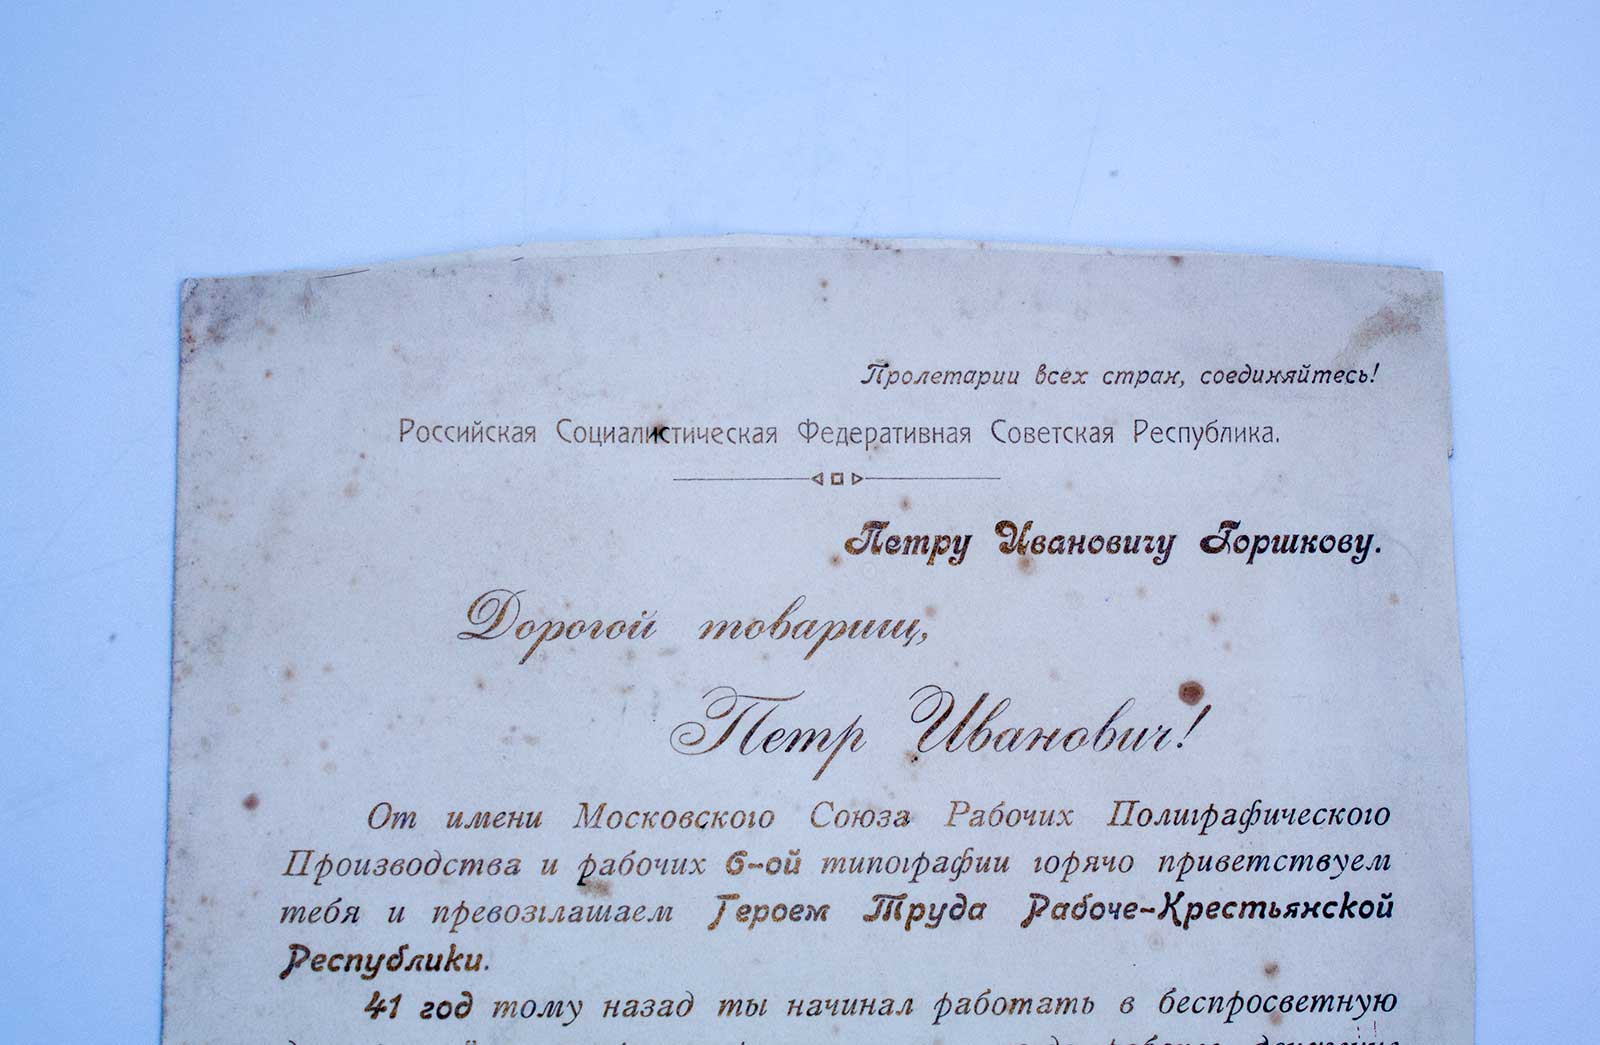 Пролетарии всех стран, соединяйтесь!
Российская Социалистическая Федеративная Советская Республика.
Петру Ивановичу Горшкову.
Дорогой товарищ,
Петр Иванович!
От имени Московского Союза Рабочих Полиграфического
Производства и рабочих 6-ой типографии горячо приветствуем
тебя и превозглашаем Героем Труда Рабоче-Крестьянской
Республики.
41 год тому назад ты начинал работать в беспросветную